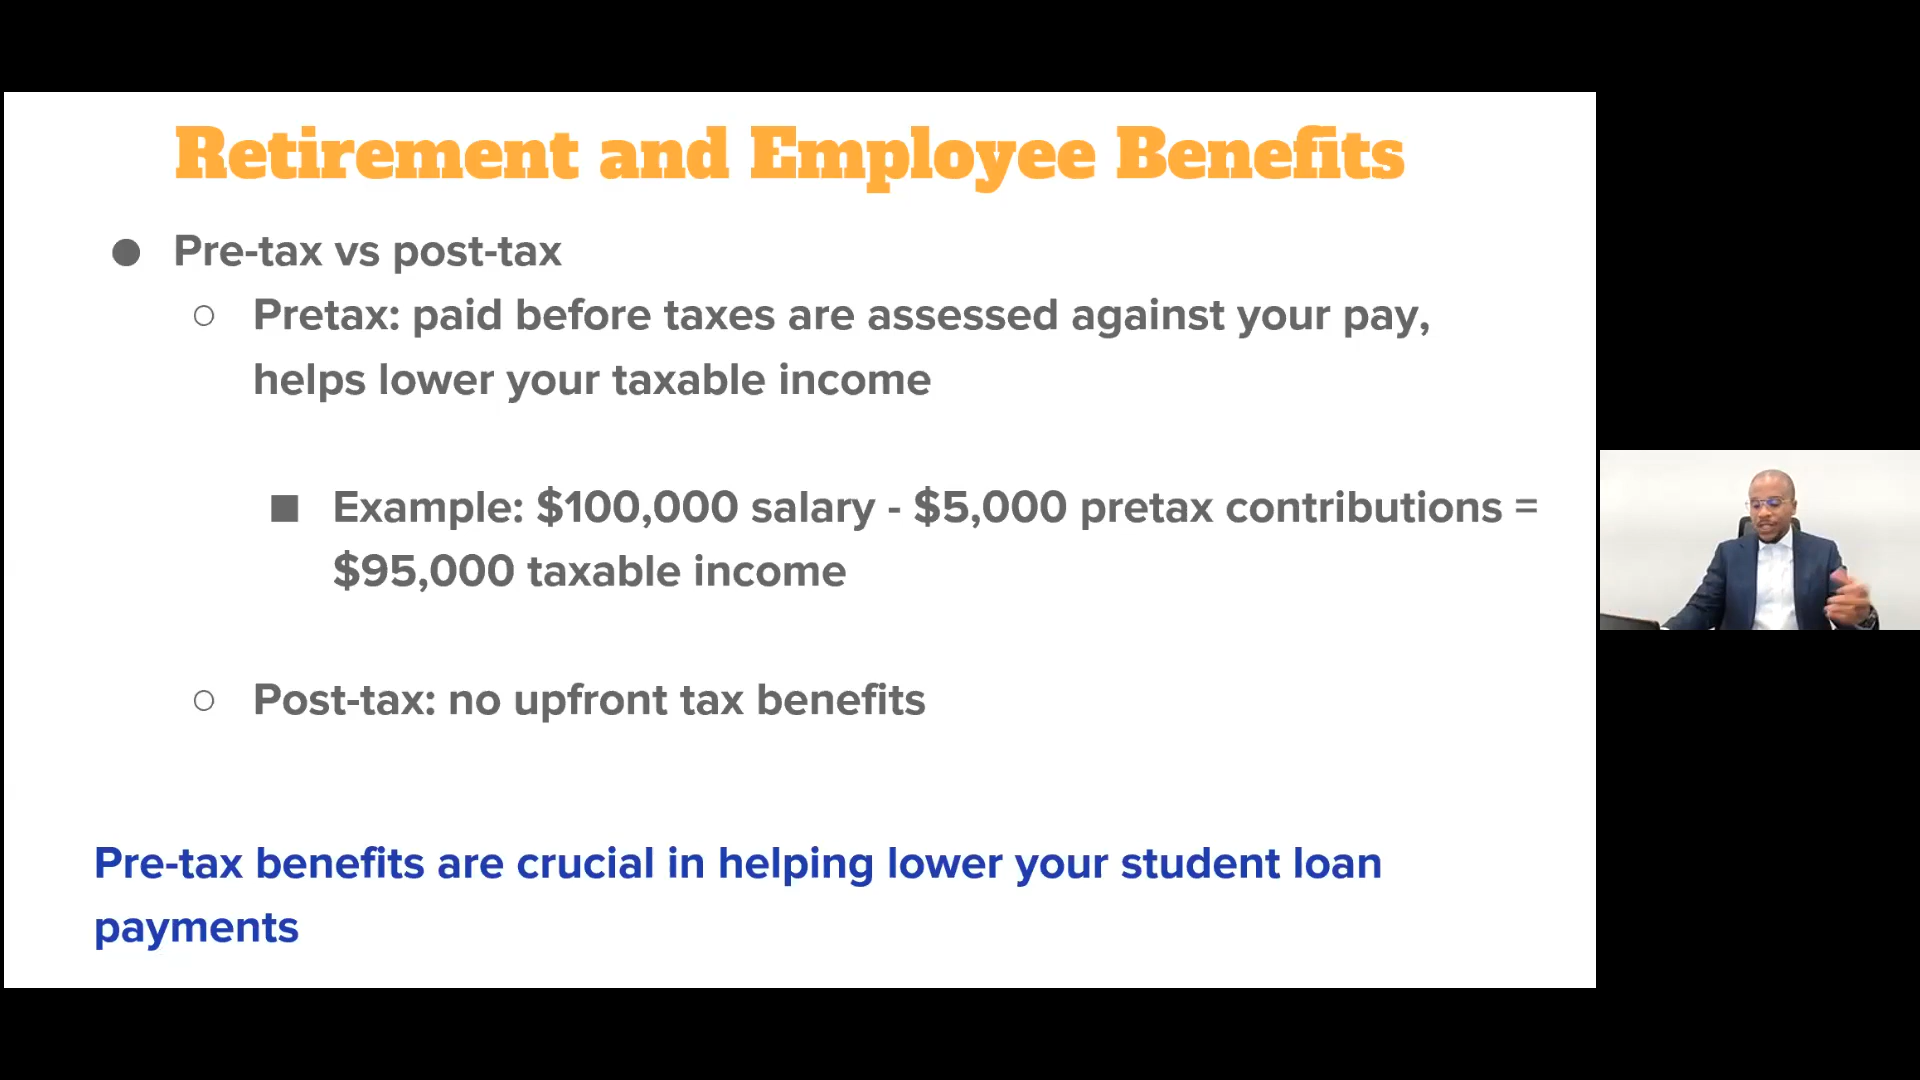 Retirement and Employee Benefits
● Pre-tax vs post-tax
○ Pretax: paid before taxes are assessed against your pay,
helps lower your taxable income
■ Example: $100,000 salary - $5,000 pretax contributions =
$95,000 taxable income
○ Post-tax: no upfront tax benefits
Pre-tax benefits are crucial in helping lower your student loan
payments